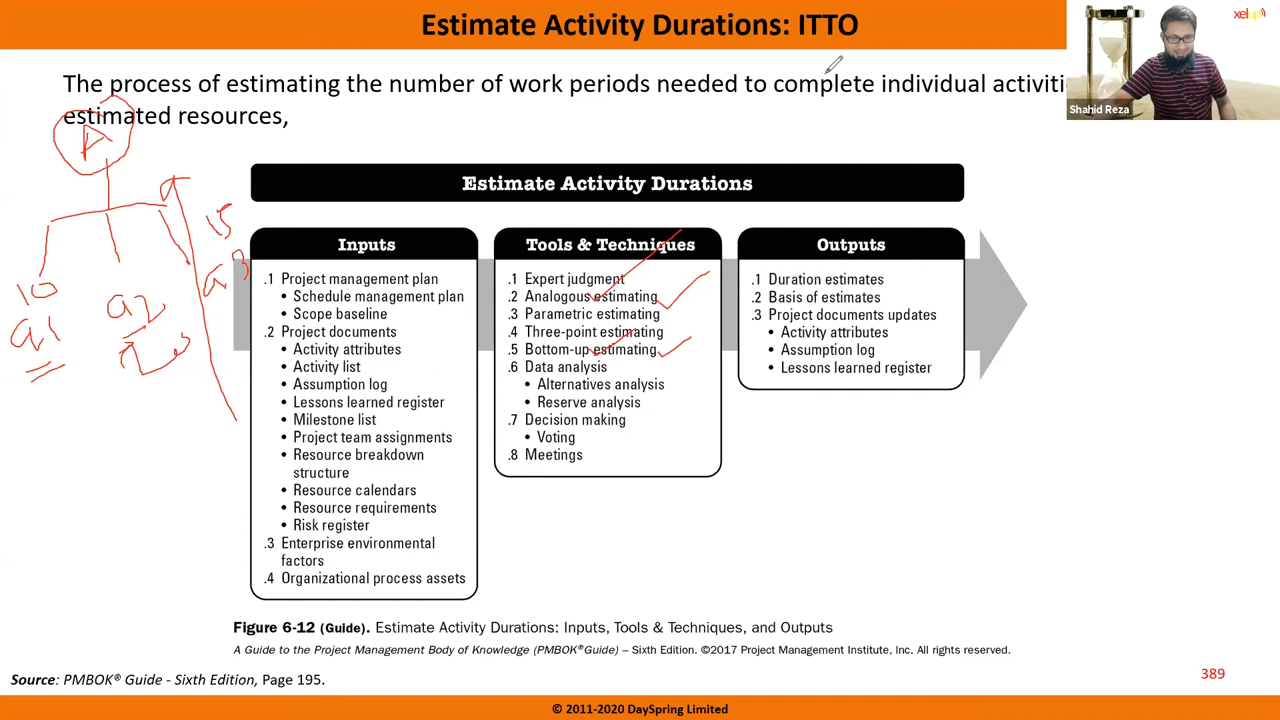 Estimate Activity Durations: ITTO
xelup
The process of estimating the number of work periods needed to complete individual
estimated resources,
Shahid Reza
A
15
a3
10
a2
a1
Estimate Activity Durations
Inputs
.1 Project management plan
• Schedule management plan
• Scope baseline
.2 Project documents
• Activity attributes
• Activity list
• Assumption log
• Lessons learned register
• Milestone list
• Project team assignments
• Resource breakdown
structure
• Resource calendars
• Resource requirements
• Risk register
.3 Enterprise environmental
factors
.4 Organizational process assets
Tools & Techniques
.1 Expert judgment
.2 Analogous estimating
.3 Parametric estimating
.4 Three-point estimating
.5 Bottom-up estimating
.6 Data analysis
• Alternatives analysis
• Reserve analysis
.7 Decision making
• Voting
.8 Meetings
Outputs
.1 Duration estimates
.2 Basis of estimates
.3 Project documents updates
• Activity attributes
• Assumption log
• Lessons learned register
Figure 6-12 (Guide). Estimate Activity Durations: Inputs, Tools & Techniques, and Outputs
A Guide to the Project Management Body of Knowledge (PMBOK®Guide) – Sixth Edition. ©2017 Project Management Institute, Inc. All rights reserved.
389
Source: PMBOK® Guide - Sixth Edition, Page 195.
© 2011-2020 DaySpring Limited